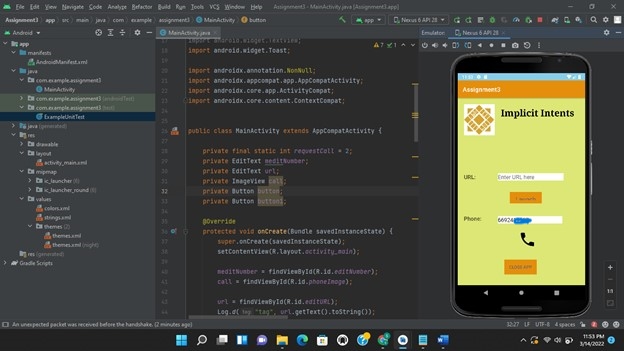 File Edit View Navigate Code Analyze Refactor Build Run Tools VCS Window Help Assignment3 [...\Assignment3.app]
app src main java com example assignment3 MainActivity button
app Nexus 6 API 28
Android
MainActivity.java
Emulator: Nexus 6 API 28
app
manifests
AndroidManifest.xml
java
com.example.assignment3
MainActivity
com.example.assignment3 (androidTest)
com.example.assignment3 (test)
ExampleUnitTest
java (generated)
res
drawable
layout
activity_main.xml
mipmap
ic_launcher (6)
ic_launcher_round (6)
values
colors.xml
strings.xml
themes (2)
themes.xml
themes.xml (night)
res (generated)
Gradle Scripts
import android.widget.TextView;
import android.widget.Toast;
import androidx.annotation.NonNull;
import androidx.appcompat.app.AppCompatActivity;
import androidx.core.app.ActivityCompat;
import androidx.core.content.ContextCompat;
public class MainActivity extends AppCompatActivity {
private final static int requestCall = 2;
private EditText meditNumber;
private EditText url;
private ImageView call;
private Button button;
private Button button1;
@Override
protected void onCreate(Bundle savedInstanceState) {
super.onCreate(savedInstanceState);
setContentView(R.layout.activity_main);
meditNumber = findViewById(R.id.editNumber);
call = findViewById(R.id.phoneImage);
url = findViewById(R.id.editURL);
Log.d( tag: "tag", url.getText().toString());
Assignment3
Implicit Intents
URL:
Enter URL here
Phone:
CLOSE APP
1:1
An unexpected packet was received before the handshake. (2 minutes ago)
32:27 LF UTF-8 4 spaces
11:53 PM
3/14/2022